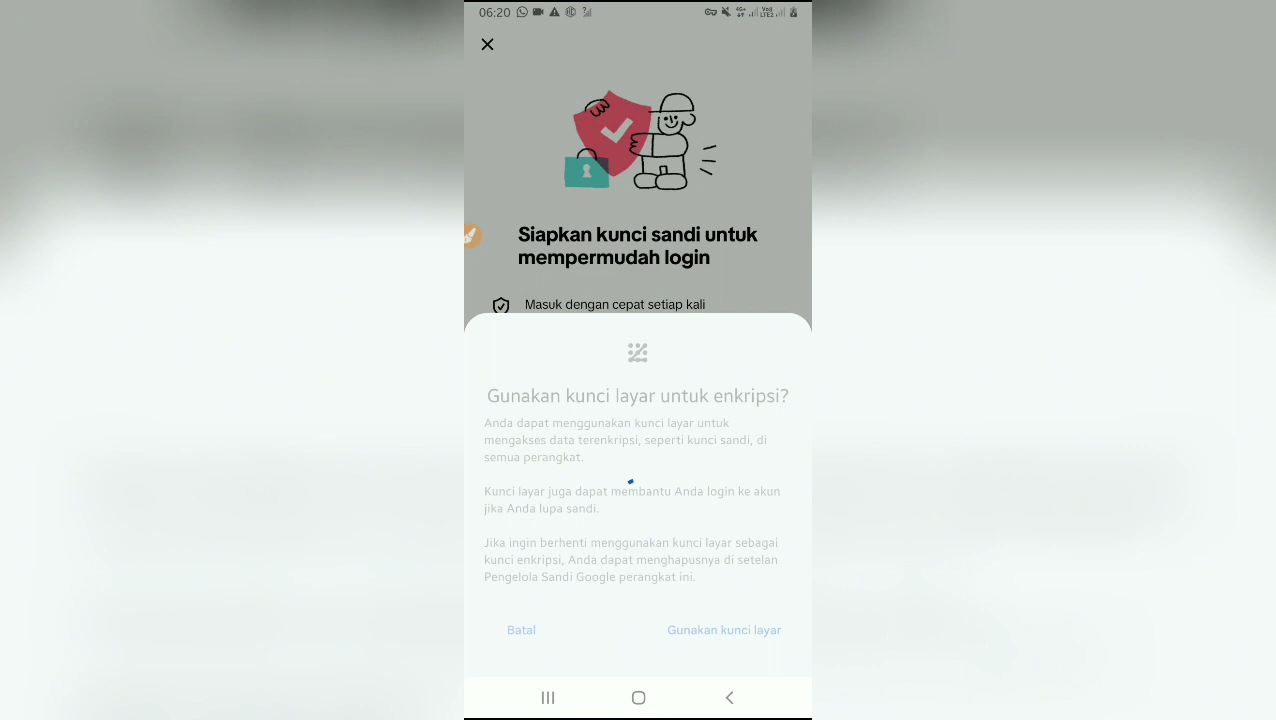 06:20
4G+
Vo))
LTE2
Siapkan kunci sandi untuk
mempermudah login
Masuk dengan cepat setiap kali
Gunakan kunci layar untuk enkripsi?
Anda dapat menggunakan kunci layar untuk
mengakses data terenkripsi, seperti kunci sandi, di
semua perangkat.
Kunci layar juga dapat membantu Anda login ke akun
jika Anda lupa sandi.
Jika ingin berhenti menggunakan kunci layar sebagai
kunci enkripsi, Anda dapat menghapusnya di setelan
Pengelola Sandi Google perangkat ini.
Batal
Gunakan kunci layar